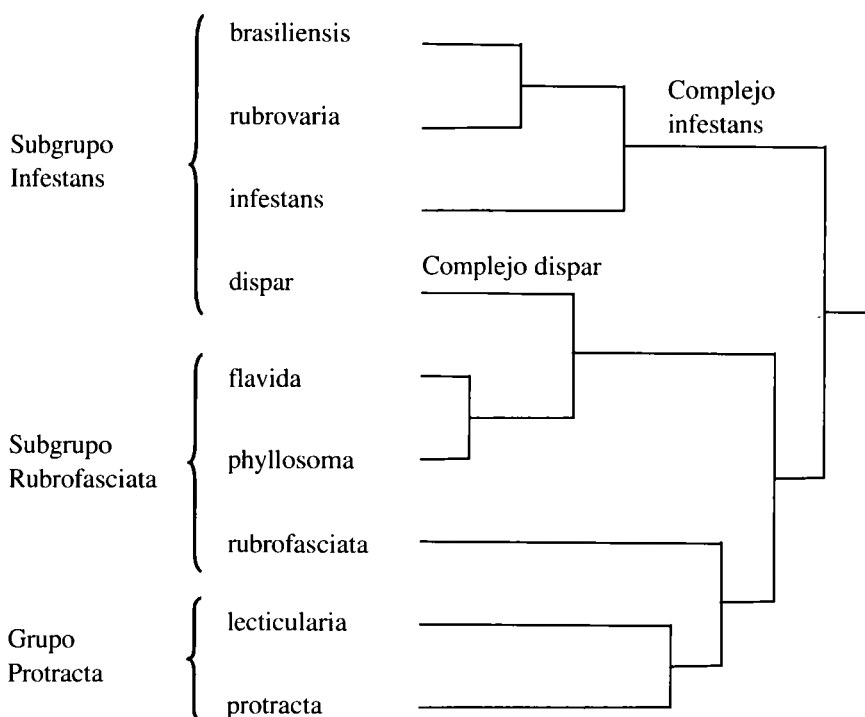 brasiliensis
Complejo
infestans
rubrovaria
Subgrupo
Infestans
infestans
Complejo dispar
dispar
flavida
Subgrupo
Rubrofasciata
phyllosoma
rubrofasciata
lecticularia
Grupo
Protracta
protracta